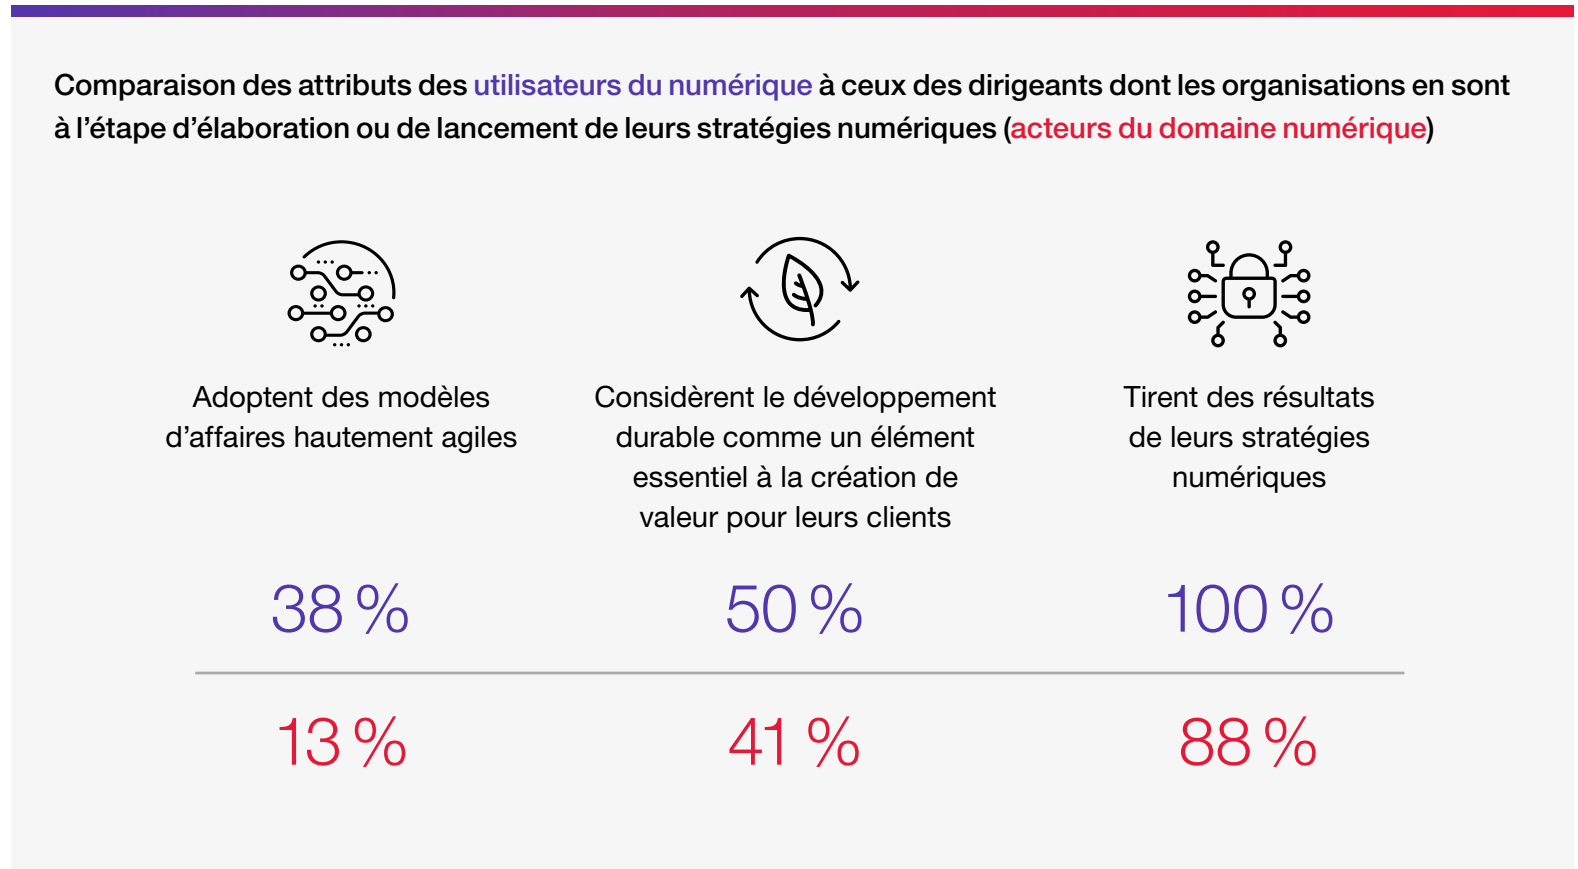 Comparaison des attributs des utilisateurs du numérique à ceux des dirigeants dont les organisations en sont
à l’étape d’élaboration ou de lancement de leurs stratégies numériques (acteurs du domaine numérique)
Adoptent des modèles
d’affaires hautement agiles
Considèrent le développement
durable comme un élément
essentiel à la création de
valeur pour leurs clients
Tirent des résultats
de leurs stratégies
numériques
38 %
50 %
100 %
13 %
41 %
88 %